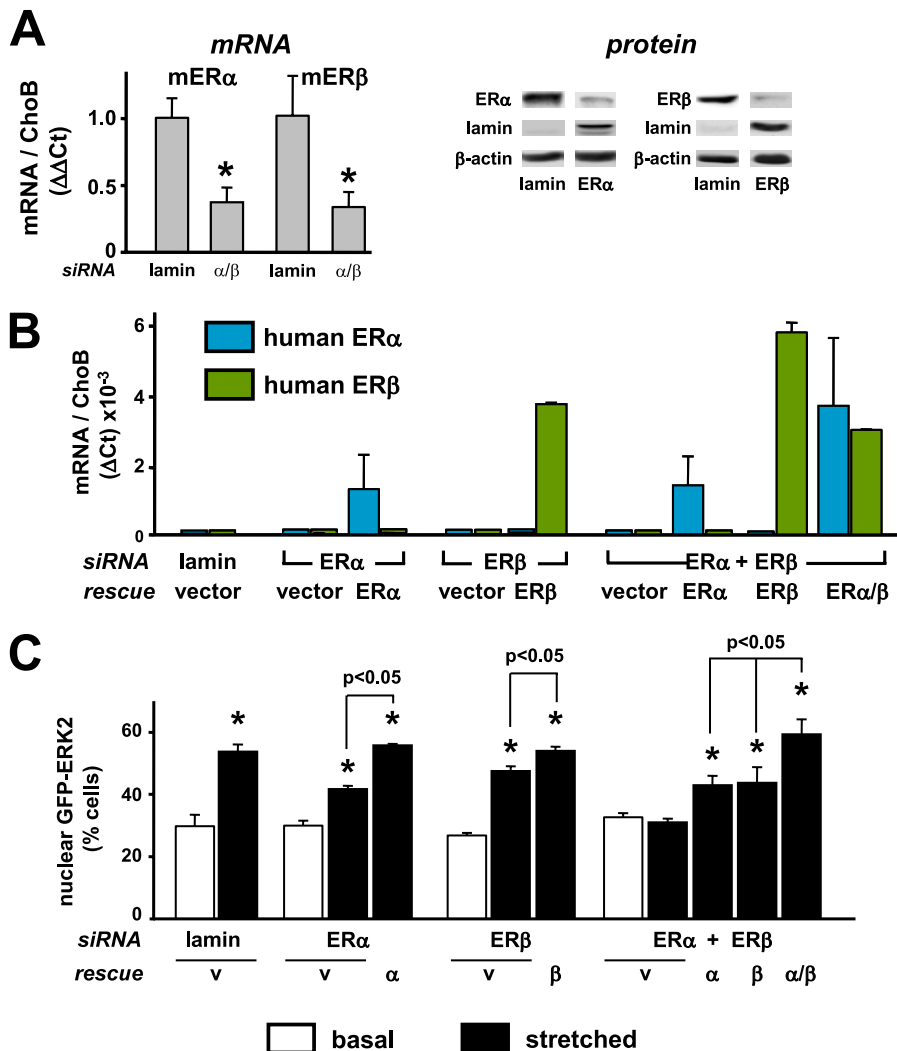 A
mRNA
protein
mERα mERβ
mRNA / ChoB
(ΔΔCt)
1.0
0.5
0
* *
siRNA lamin α/β lamin α/β
ERα
lamin
β-actin
lamin ERα
ERβ
lamin
β-actin
lamin ERβ
B
mRNA / ChoB
(ΔCt) x10-3
6
4
2
0
human ERα
human ERβ
siRNA lamin ERα ERβ ERα + ERβ
rescue vector vector ERα vector ERβ vector ERα ERβ ERα/β
C
nuclear GFP-ERK2
(% cells)
60
40
20
0
p<0.05 p<0.05 p<0.05
* * * * * * * *
siRNA lamin ERα ERβ ERα + ERβ
rescue v v α v β v α β α/β
basal stretched